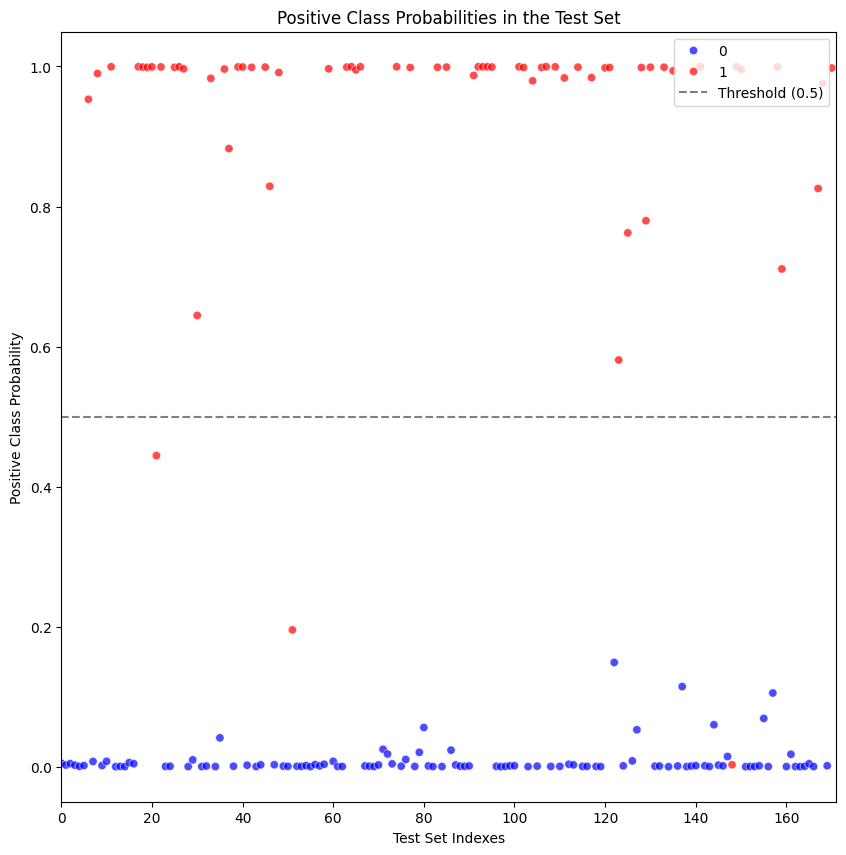 Positive Class Probabilities in the Test Set
0
1
Threshold (0.5)
1.0
0.8
0.6
0.4
0.2
0.0
Positive Class Probability
0 20 40 60 80 100 120 140 160
Test Set Indexes